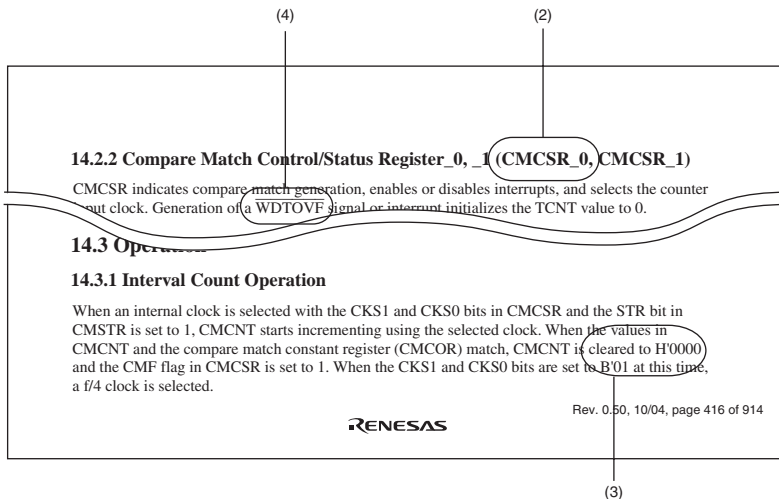 (4) (2)
14.2.2 Compare Match Control/Status Register_0, _1 (CMCSR_0, CMCSR_1)
CMCSR indicates compare match generation, enables or disables interrupts, and selects the counter
input clock. Generation of a WDTOVF signal or interrupt initializes the TCNT value to 0.
14.3 Operation
14.3.1 Interval Count Operation
When an internal clock is selected with the CKS1 and CKS0 bits in CMCSR and the STR bit in
CMSTR is set to 1, CMCNT starts incrementing using the selected clock. When the values in
CMCNT and the compare match constant register (CMCOR) match, CMCNT is cleared to H'0000
and the CMF flag in CMCSR is set to 1. When the CKS1 and CKS0 bits are set to B'01 at this time,
a f/4 clock is selected.
Rev. 0.50, 10/04, page 416 of 914
RENESAS
(3)